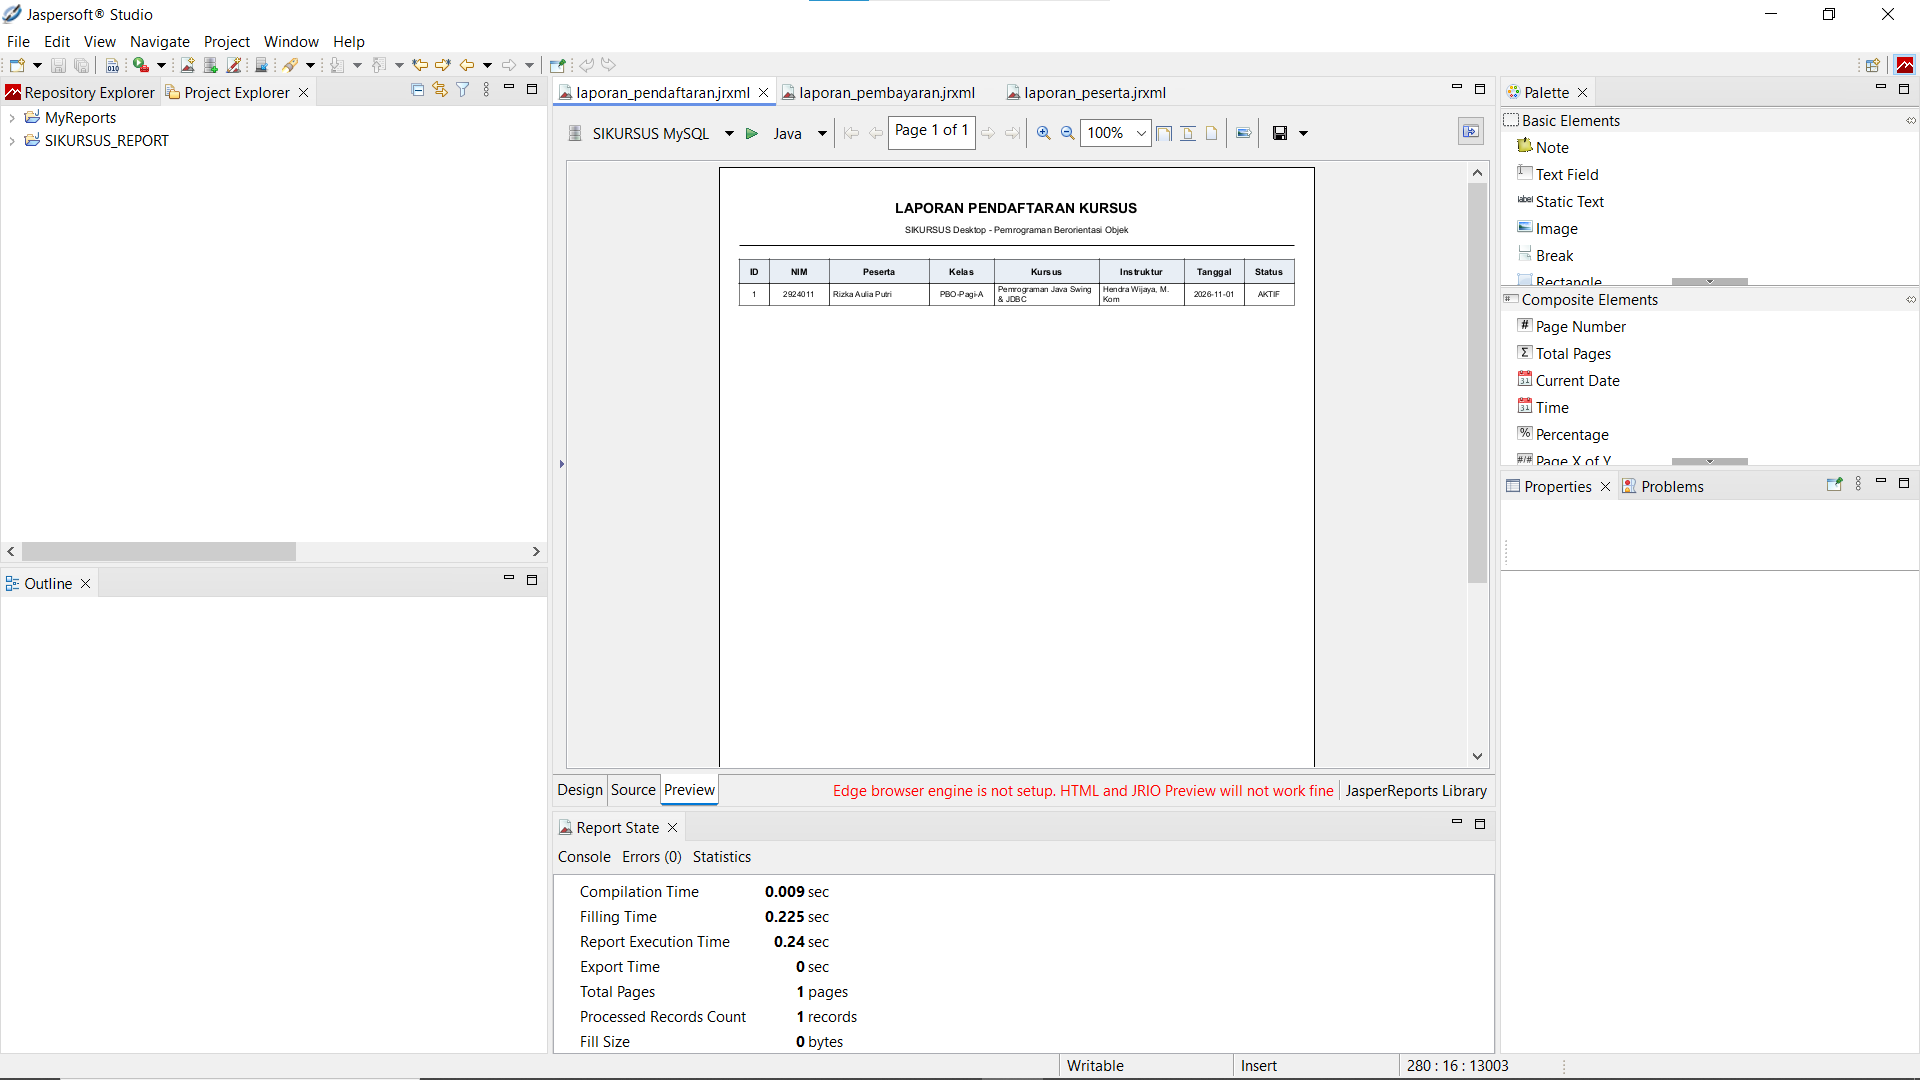 Jaspersoft® Studio
File Edit View Navigate Project Window Help
Repository Explorer Project Explorer
MyReports
SIKURSUS_REPORT
Outline
laporan_pendaftaran.jrxml laporan_pembayaran.jrxml laporan_peserta.jrxml
SIKURSUS MySQL Java Page 1 of 1 100%
LAPORAN PENDAFTARAN KURSUS
SIKURSUS Desktop - Pemrograman Berorientasi Objek
ID NIM Peserta Kelas Kursus Instruktur Tanggal Status
1 2924011 Rizka Aulia Putri PBO-Pagi-A Pemrograman Java Swing & JDBC Hendra Wijaya, M. Kom 2026-11-01 AKTIF
Design Source Preview
Edge browser engine is not setup. HTML and JRIO Preview will not work fine JasperReports Library
Report State
Console Errors (0) Statistics
Compilation Time 0.009 sec
Filling Time 0.225 sec
Report Execution Time 0.24 sec
Export Time 0 sec
Total Pages 1 pages
Processed Records Count 1 records
Fill Size 0 bytes
Palette
Basic Elements
Note
Text Field
label Static Text
Image
Break
Rectangle
Composite Elements
# Page Number
Σ Total Pages
31 Current Date
31 Time
% Percentage
#/# Page X of Y
Properties Problems
Writable Insert 280 : 16 : 13003